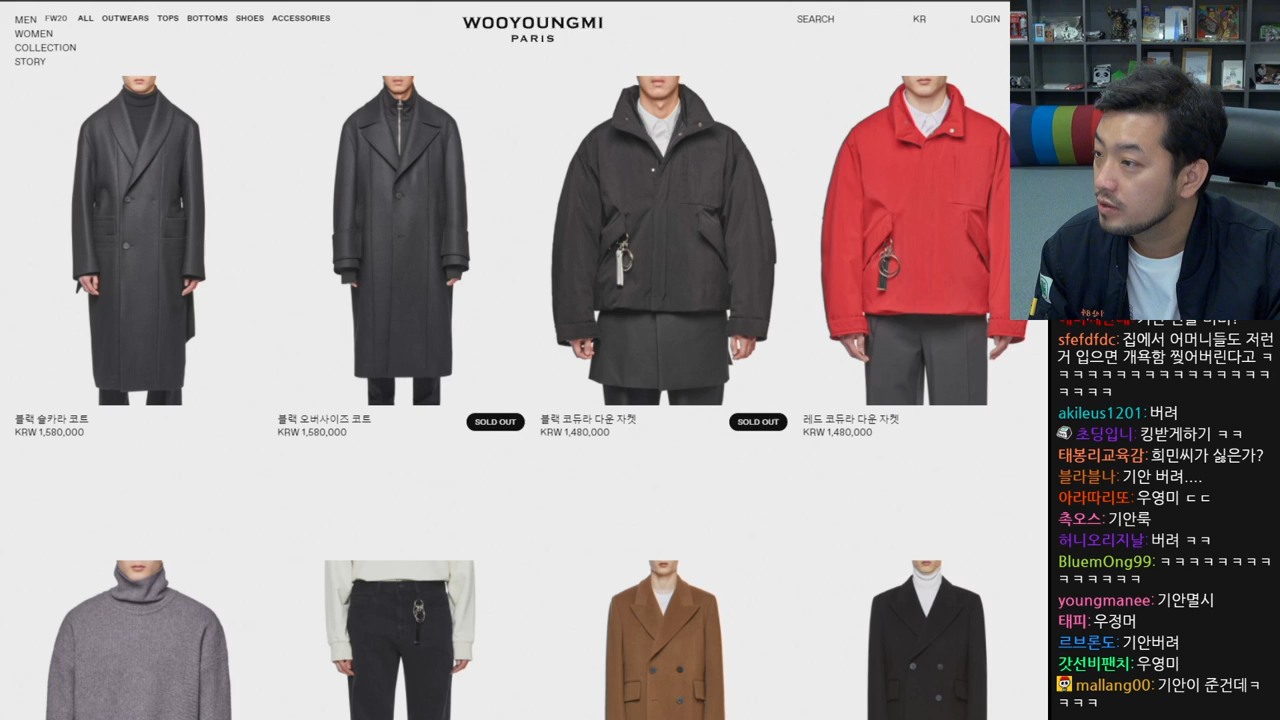 MEN FW20 ALL OUTWEARS TOPS BOTTOMS SHOES ACCESSORIES
WOMEN
COLLECTION
STORY
WOOYOUNGMI
PARIS
SEARCH KR LOGIN
블랙 숄카라 코트
KRW 1,580,000
블랙 오버사이즈 코트
KRW 1,580,000
SOLD OUT
블랙 코듀라 다운 자켓
KRW 1,480,000
SOLD OUT
레드 코듀라 다운 자켓
KRW 1,480,000
sfefdfdc: 집에서 어머니들도 저런
거 입으면 개욕함 찢어버린다고 ㅋ
ㅋㅋㅋㅋㅋㅋㅋㅋㅋㅋㅋㅋㅋㅋㅋ
ㅋㅋㅋㅋ
akileus1201: 버려
초딩입니: 킹받게하기 ㅋㅋ
태봉리교육감: 희민씨가 싫은가?
블라블나: 기안 버려....
아라따리또: 우영미 ㄷㄷ
촉오스: 기안룩
허니오리지날: 버려 ㅋㅋ
BluemOng99: ㅋㅋㅋㅋㅋㅋㅋㅋ
ㅋㅋㅋㅋㅋㅋ
youngmanee: 기안멸시
태피: 우정머
르브론도: 기안버려
갓선비팬치: 우영미
mallang00: 기안이 준건데ㅋ
ㅋㅋㅋ